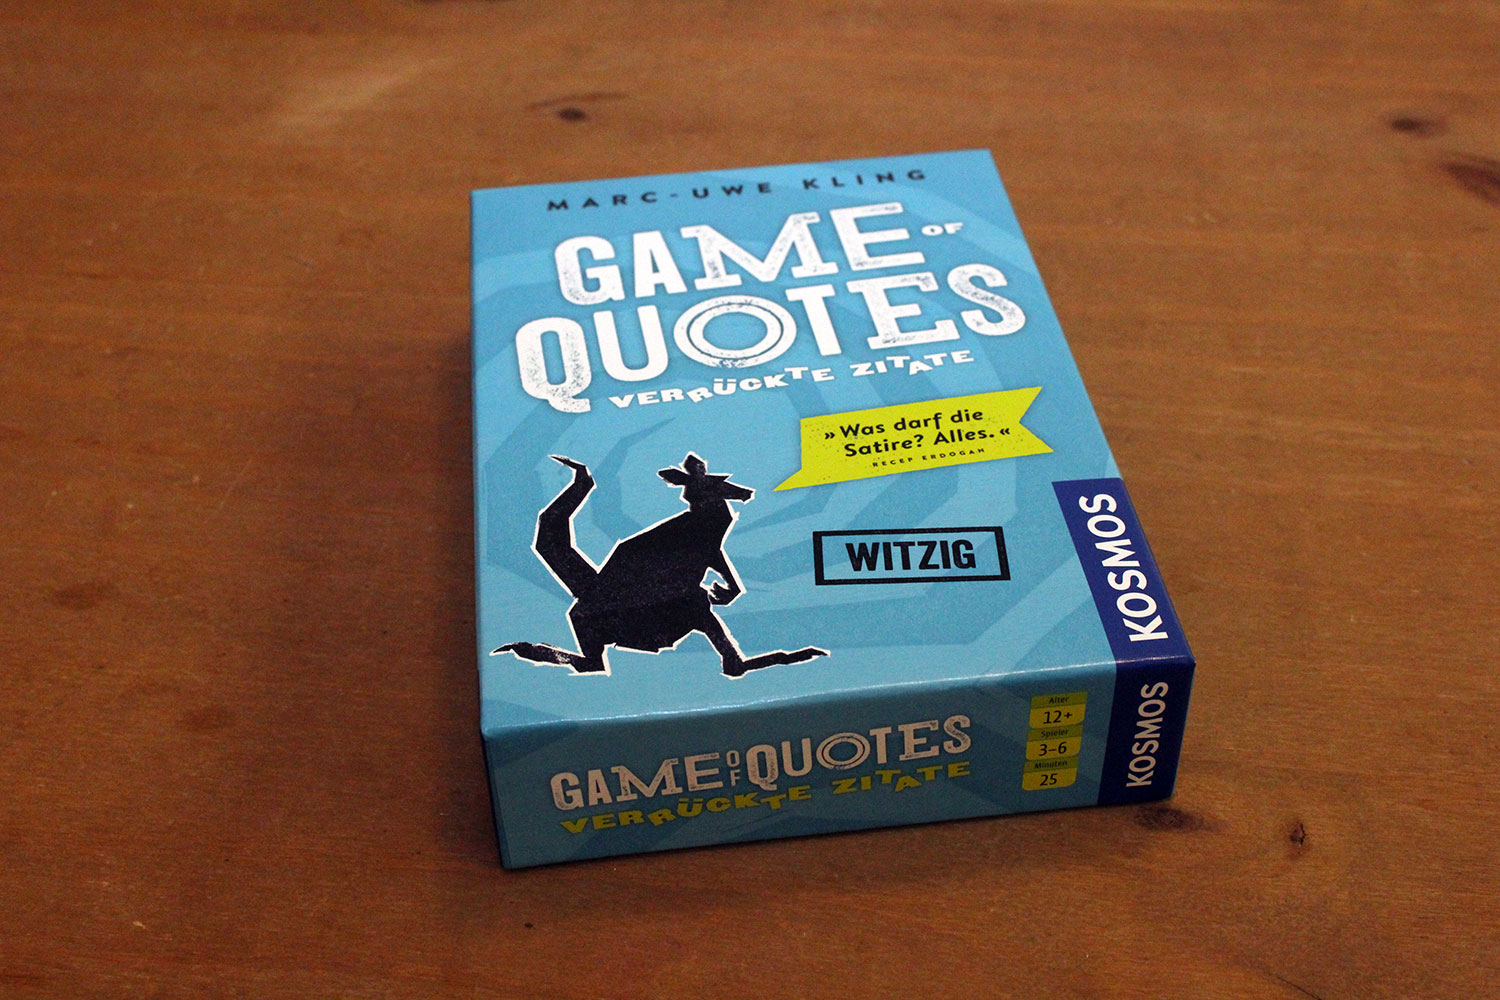 MARC-UWE KLING
GAME OF
QUOTES
VERRÜCKTE ZITATE
»Was darf die
Satire? Alles.«
RECEP ERDOGAN
WITZIG
KOSMOS
GAME OF QUOTES
VERRÜCKTE ZITATE
Alter
12+
Spieler
3–6
Minuten
25
KOSMOS